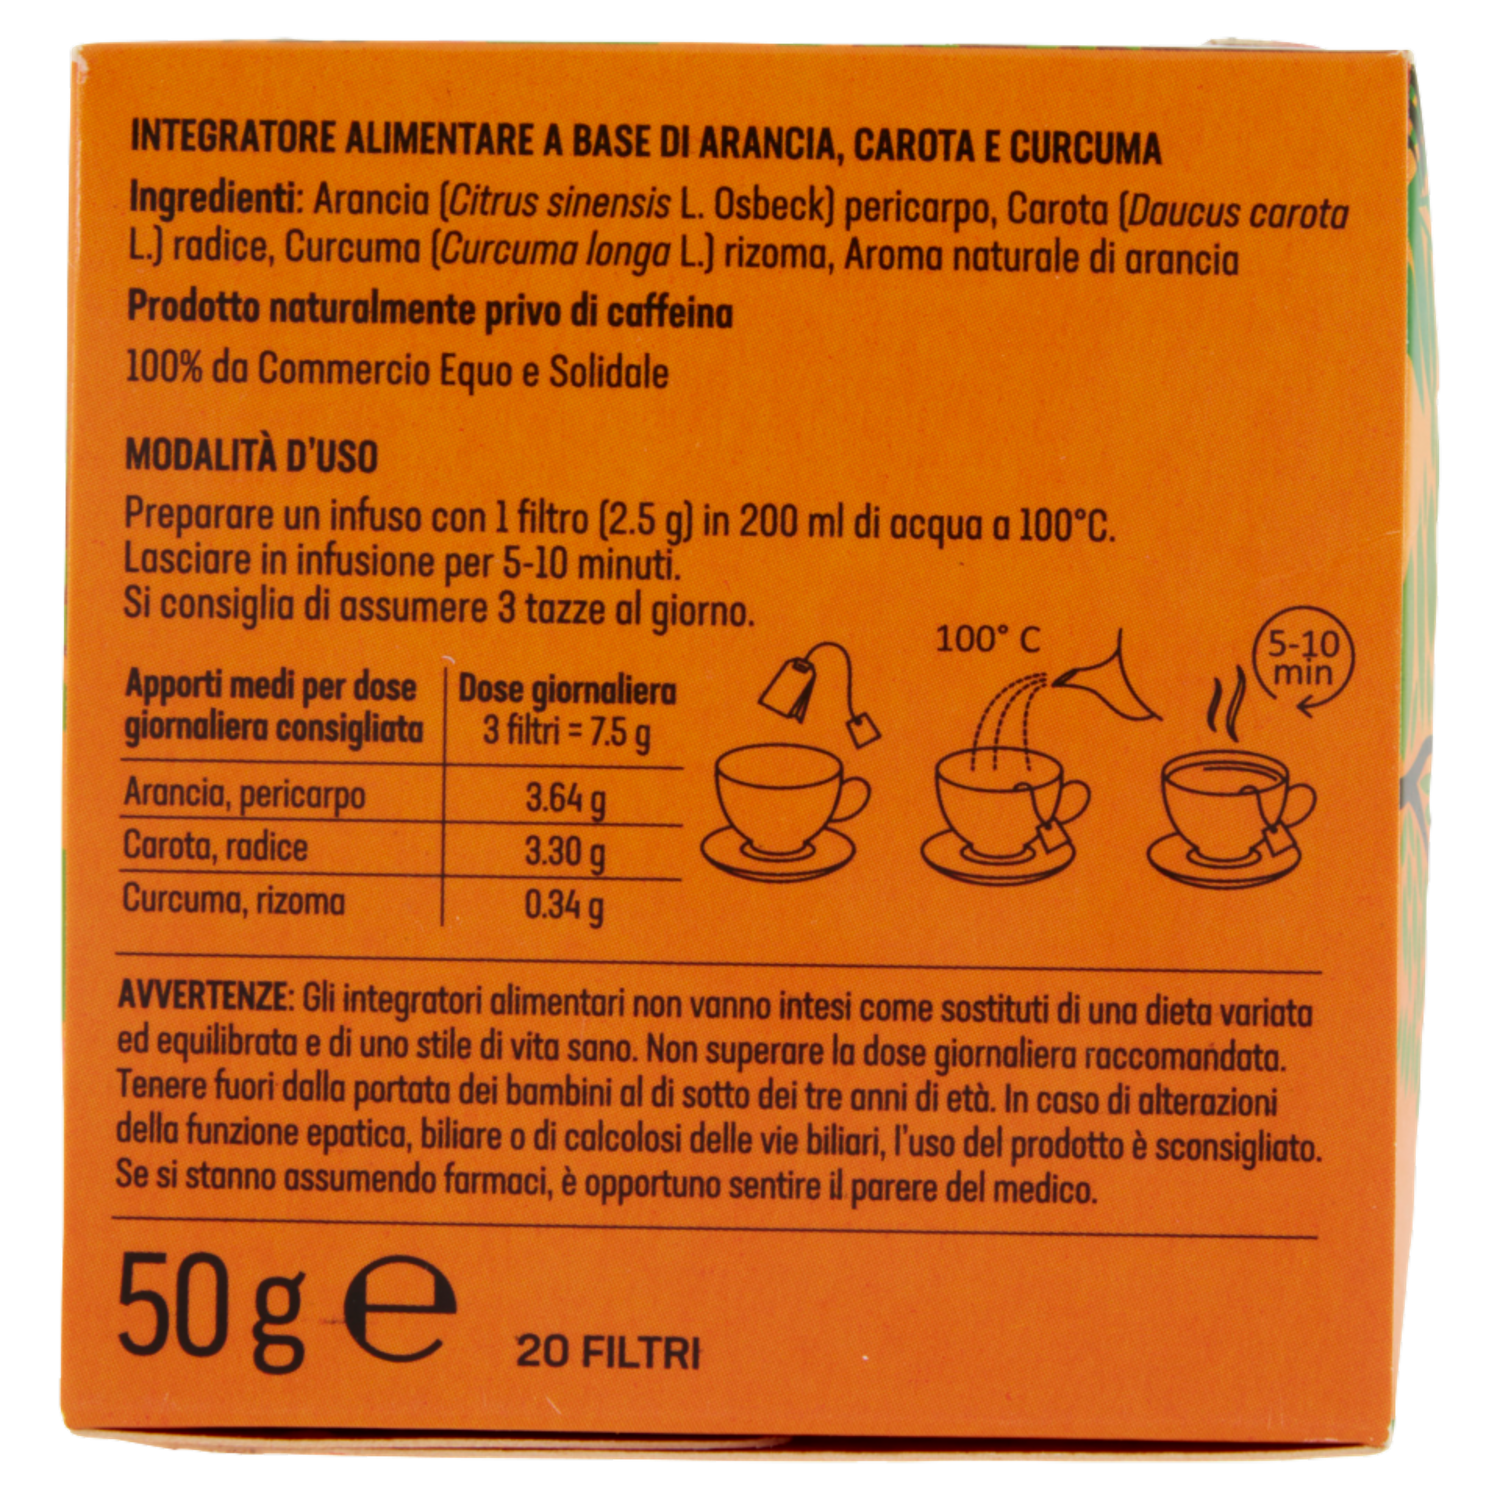 INTEGRATORE ALIMENTARE A BASE DI ARANCIA, CAROTA E CURCUMA
Ingredienti: Arancia (Citrus sinensis L. Osbeck) pericarpo, Carota (Daucus carota
L.) radice, Curcuma (Curcuma longa L.) rizoma, Aroma naturale di arancia
Prodotto naturalmente privo di caffeina
100% da Commercio Equo e Solidale
MODALITÀ D'USO
Preparare un infuso con 1 filtro (2.5 g) in 200 ml di acqua a 100°C.
Lasciare in infusione per 5-10 minuti.
Si consiglia di assumere 3 tazze al giorno.
Apporti medi per dose
giornaliera consigliata
Dose giornaliera
3 filtri = 7.5 g
Arancia, pericarpo 3.64 g
Carota, radice 3.30 g
Curcuma, rizoma 0.34 g
100° C
5-10
min
AVVERTENZE: Gli integratori alimentari non vanno intesi come sostituti di una dieta variata
ed equilibrata e di uno stile di vita sano. Non superare la dose giornaliera raccomandata.
Tenere fuori dalla portata dei bambini al di sotto dei tre anni di età. In caso di alterazioni
della funzione epatica, biliare o di calcolosi delle vie biliari, l'uso del prodotto è sconsigliato.
Se si stanno assumendo farmaci, è opportuno sentire il parere del medico.
50 g e
20 FILTRI